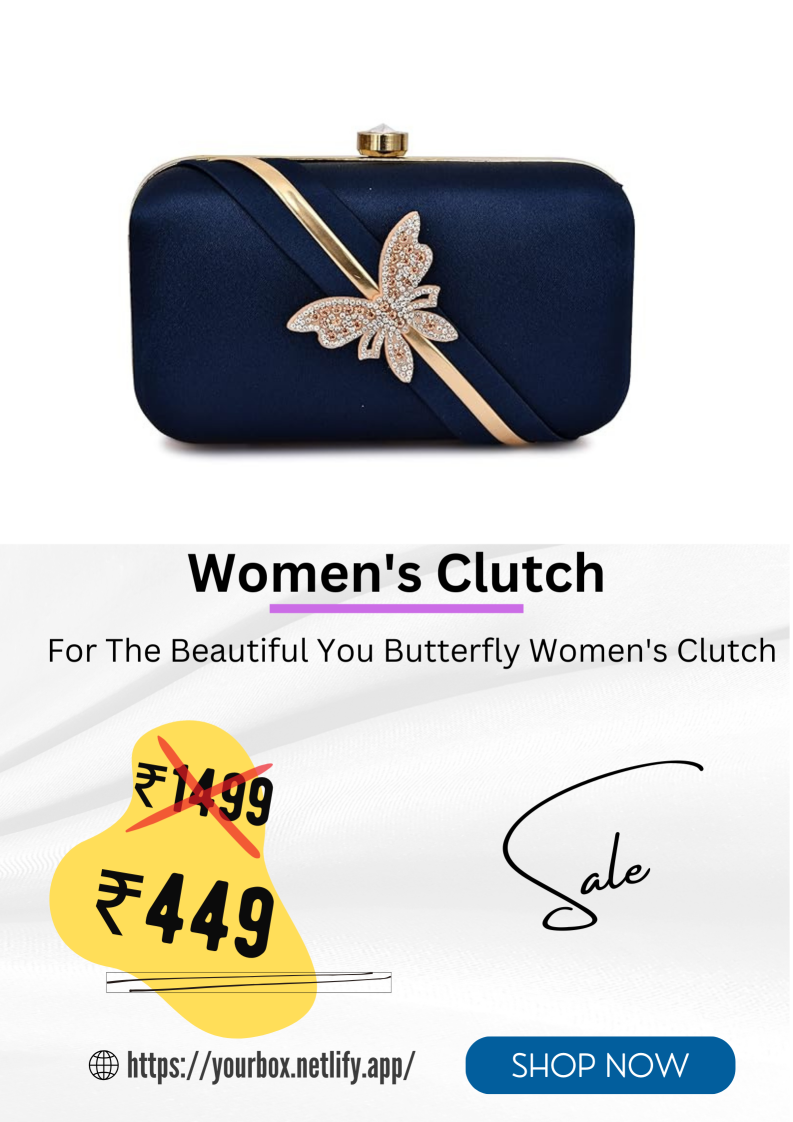 Women's Clutch
For The Beautiful You Butterfly Women's Clutch
₹1499
₹449
Sale
https://yourbox.netlify.app/
SHOP NOW